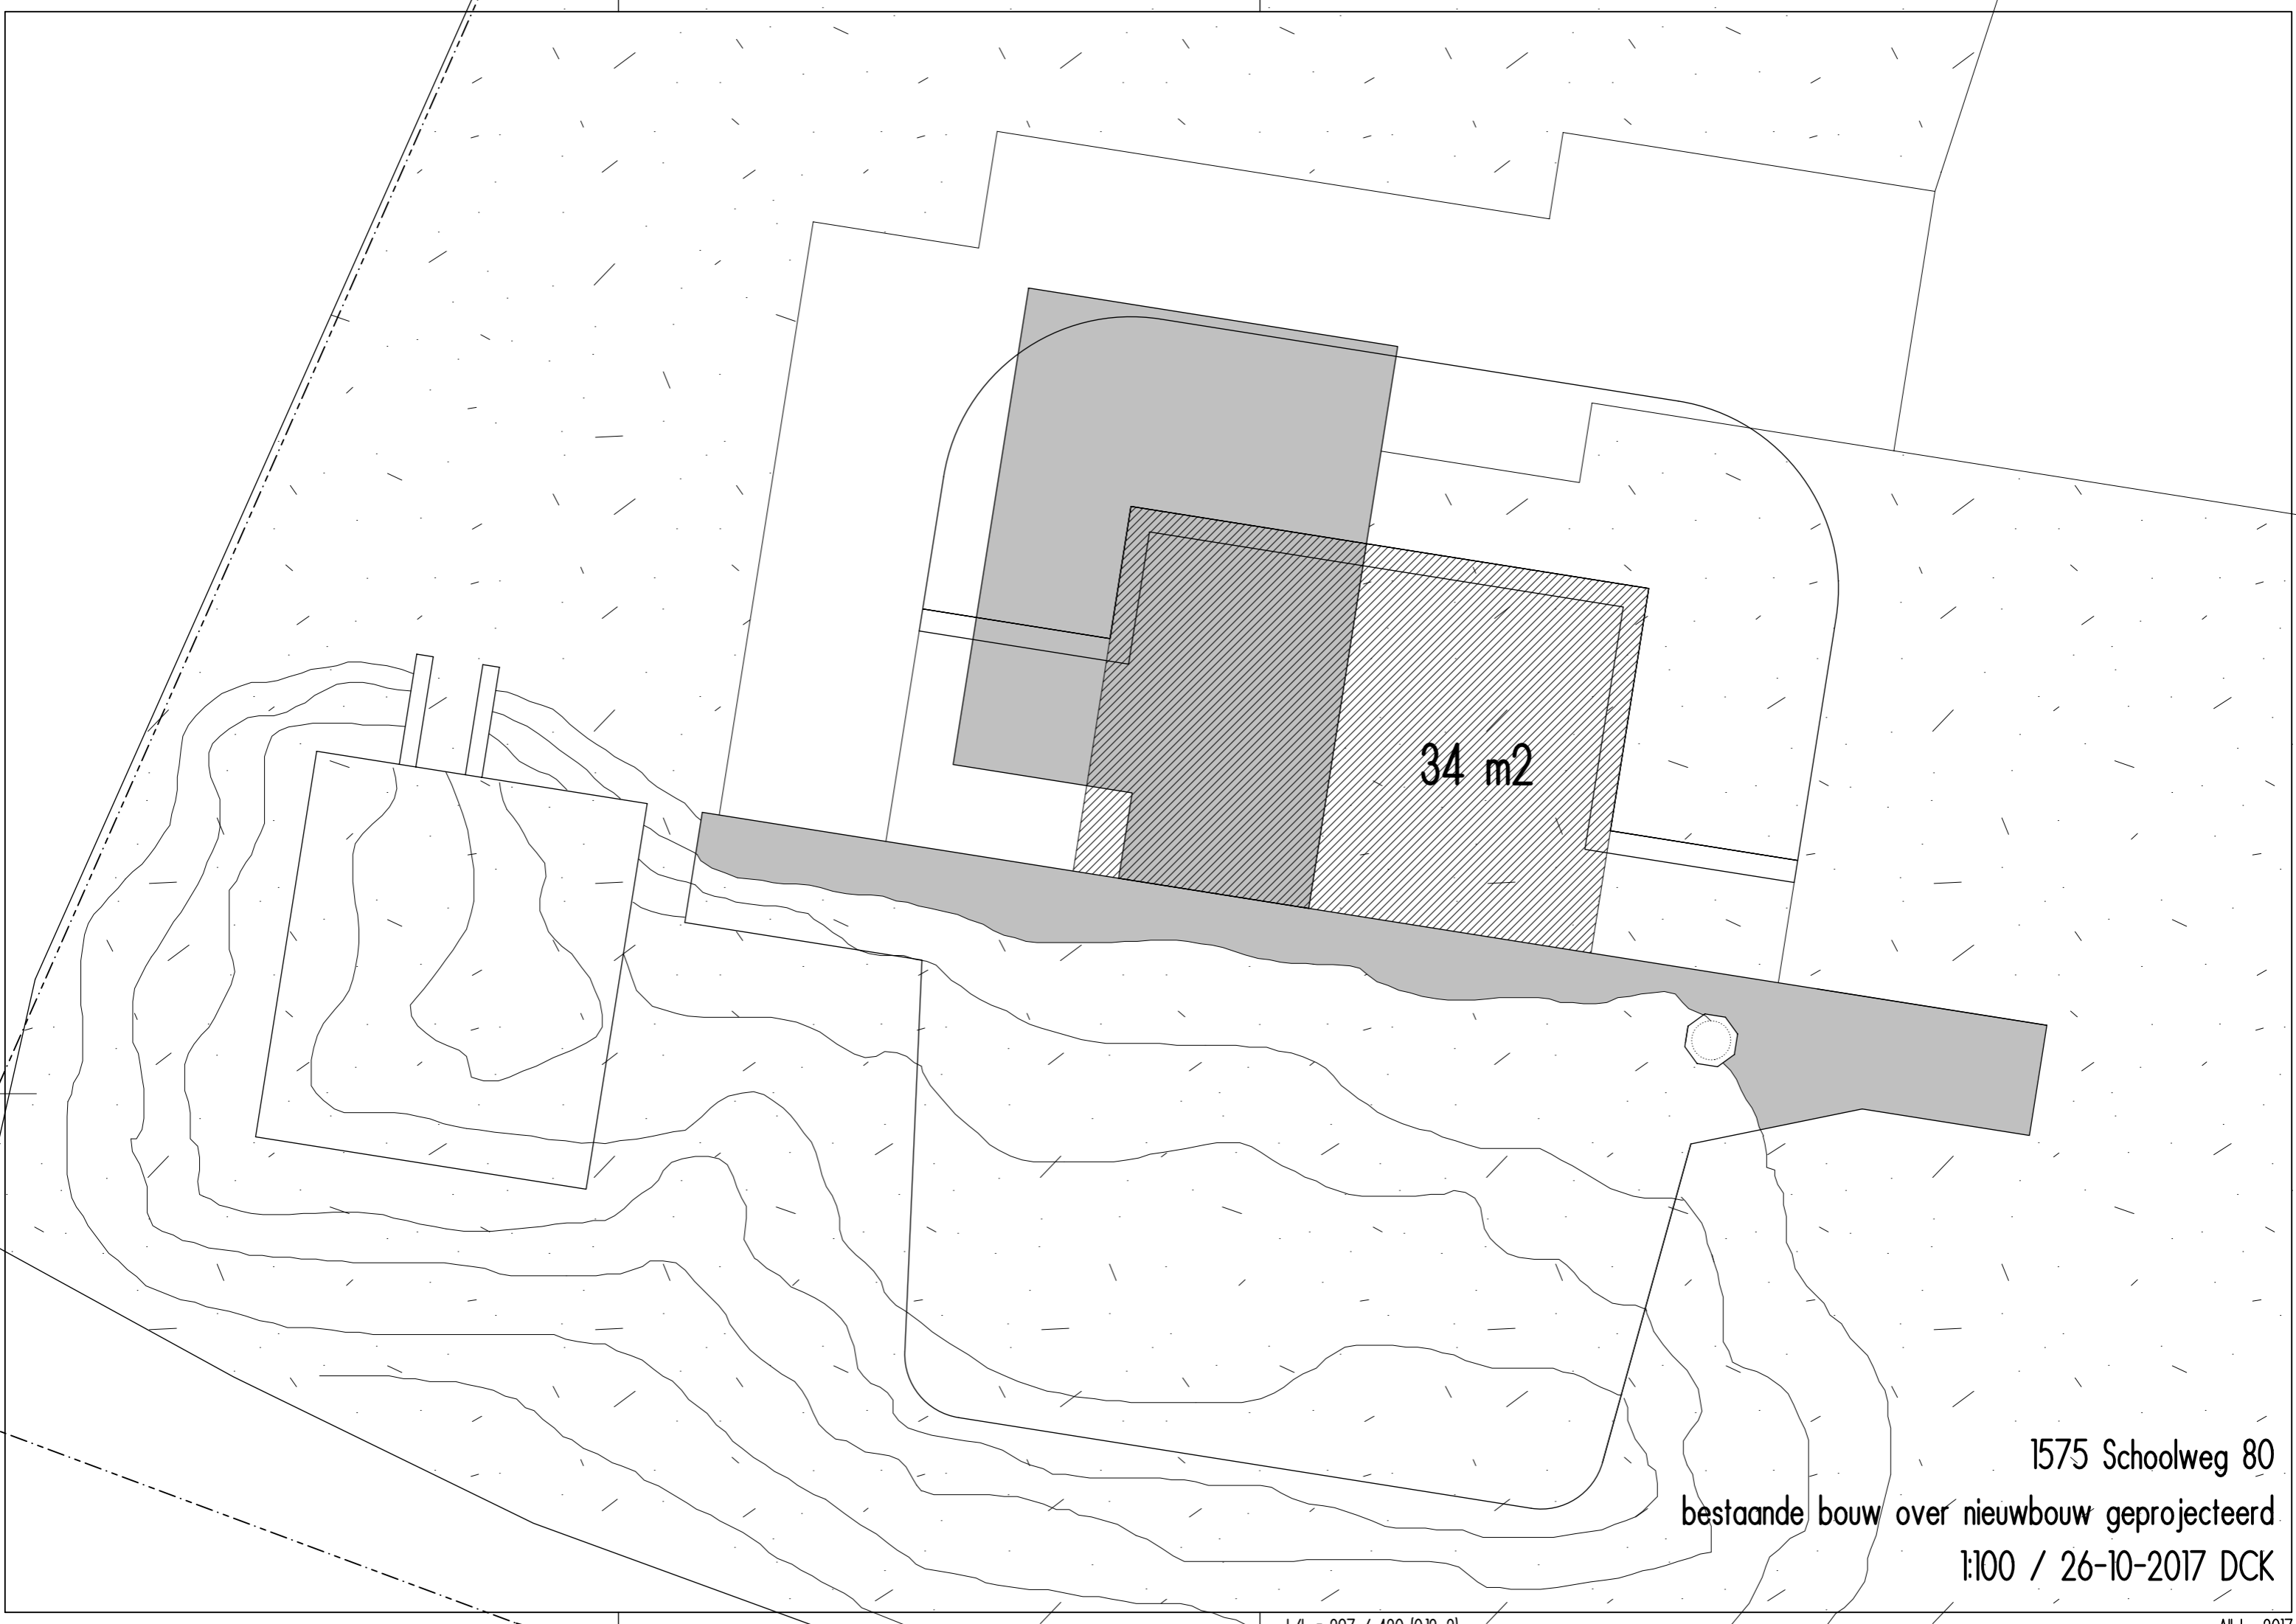 34 m2
1575 Schoolweg 80
bestaande bouw over nieuwbouw geprojecteerd
1:100 / 26-10-2017 DCK